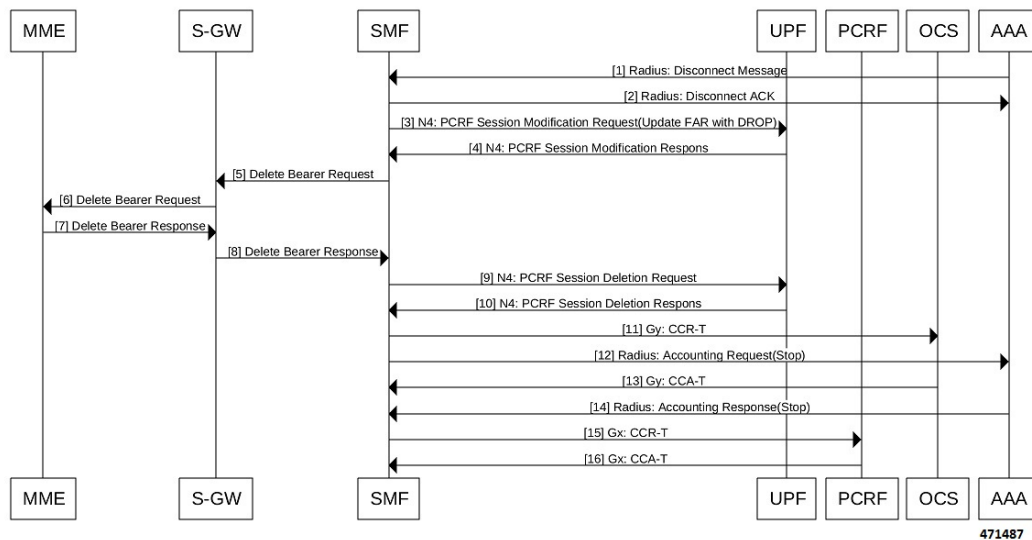 MME S-GW SMF UPF PCRF OCS AAA
[1] Radius: Disconnect Message
[2] Radius: Disconnect ACK
[3] N4: PCRF Session Modification Request(Update FAR with DROP)
[4] N4: PCRF Session Modification Respons
[5] Delete Bearer Request
[6] Delete Bearer Request
[7] Delete Bearer Response
[8] Delete Bearer Response
[9] N4: PCRF Session Deletion Request
[10] N4: PCRF Session Deletion Respons
[11] Gy: CCR-T
[12] Radius: Accounting Request(Stop)
[13] Gy: CCA-T
[14] Radius: Accounting Response(Stop)
[15] Gx: CCR-T
[16] Gx: CCA-T
MME S-GW SMF UPF PCRF OCS AAA
471487